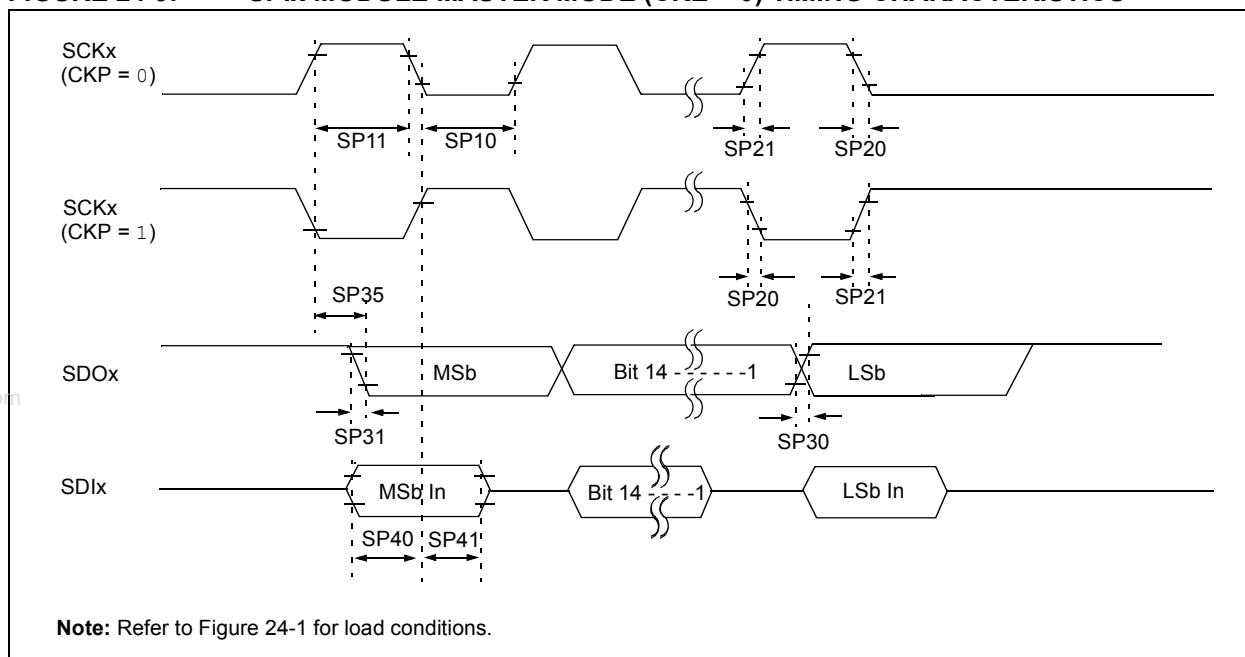 SCKx
(CKP = 0)
SP11
SP10
SP21
SP20
SCKx
(CKP = 1)
SP35
SP20
SP21
SDOx
MSb
Bit 14 - - - - - - -1
LSb
om
SP31
SP30
SDIx
MSb In
Bit 14 - - - - -1
LSb In
SP40
SP41
Note: Refer to Figure 24-1 for load conditions.